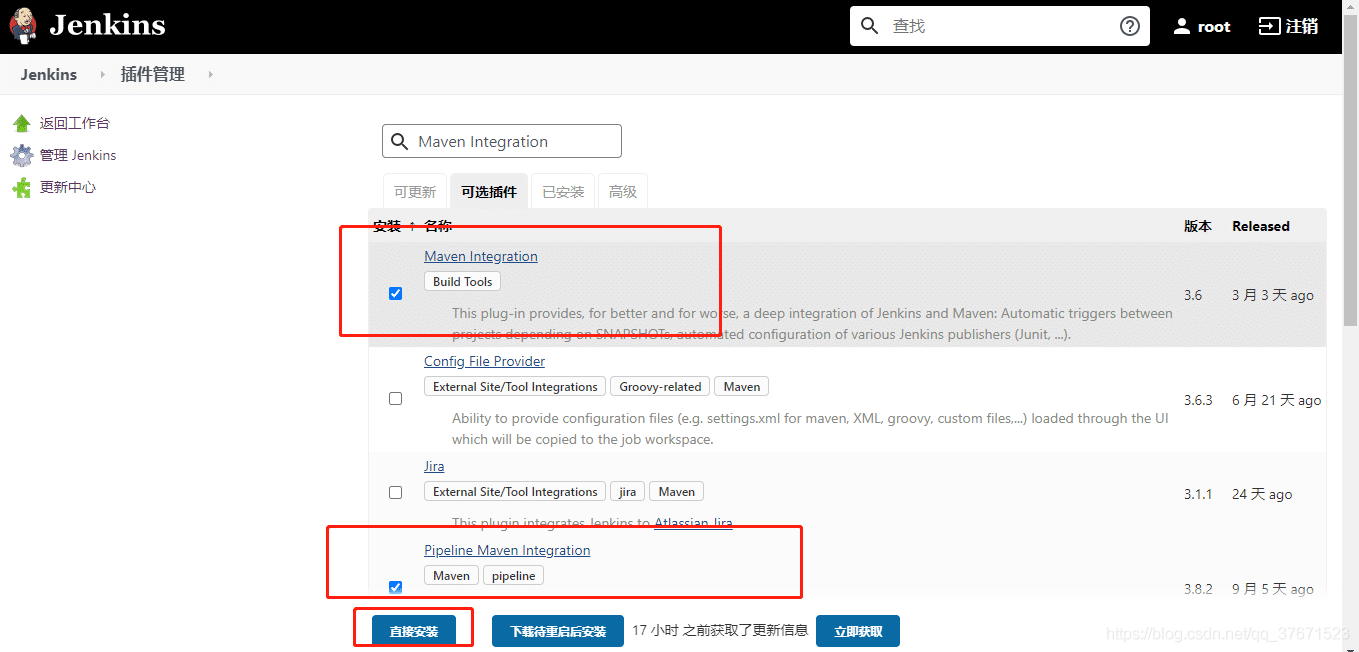 Jenkins
查找
root
注销
Jenkins
插件管理
返回工作台
管理 Jenkins
更新中心
Maven Integration
可更新 可选插件 已安装 高级
安装 ↑ 名称 版本 Released
Maven Integration
Build Tools
This plug-in provides, for better and for worse, a deep integration of Jenkins and Maven: Automatic triggers between
projects depending on SNAPSHOTs, automated configuration of various Jenkins publishers (Junit, ...).
3.6 3 月 3 天 ago
Config File Provider
External Site/Tool Integrations Groovy-related Maven
Ability to provide configuration files (e.g. settings.xml for maven, XML, groovy, custom files,...) loaded through the UI
which will be copied to the job workspace.
3.6.3 6 月 21 天 ago
Jira
External Site/Tool Integrations jira Maven
This plugin integrates Jenkins to Atlassian Jira
3.1.1 24 天 ago
Pipeline Maven Integration
Maven pipeline
3.8.2 9 月 5 天 ago
直接安装 下载待重启后安装 17 小时 之前获取了更新信息 立即获取
https://blog.csdn.net/qq_37671523